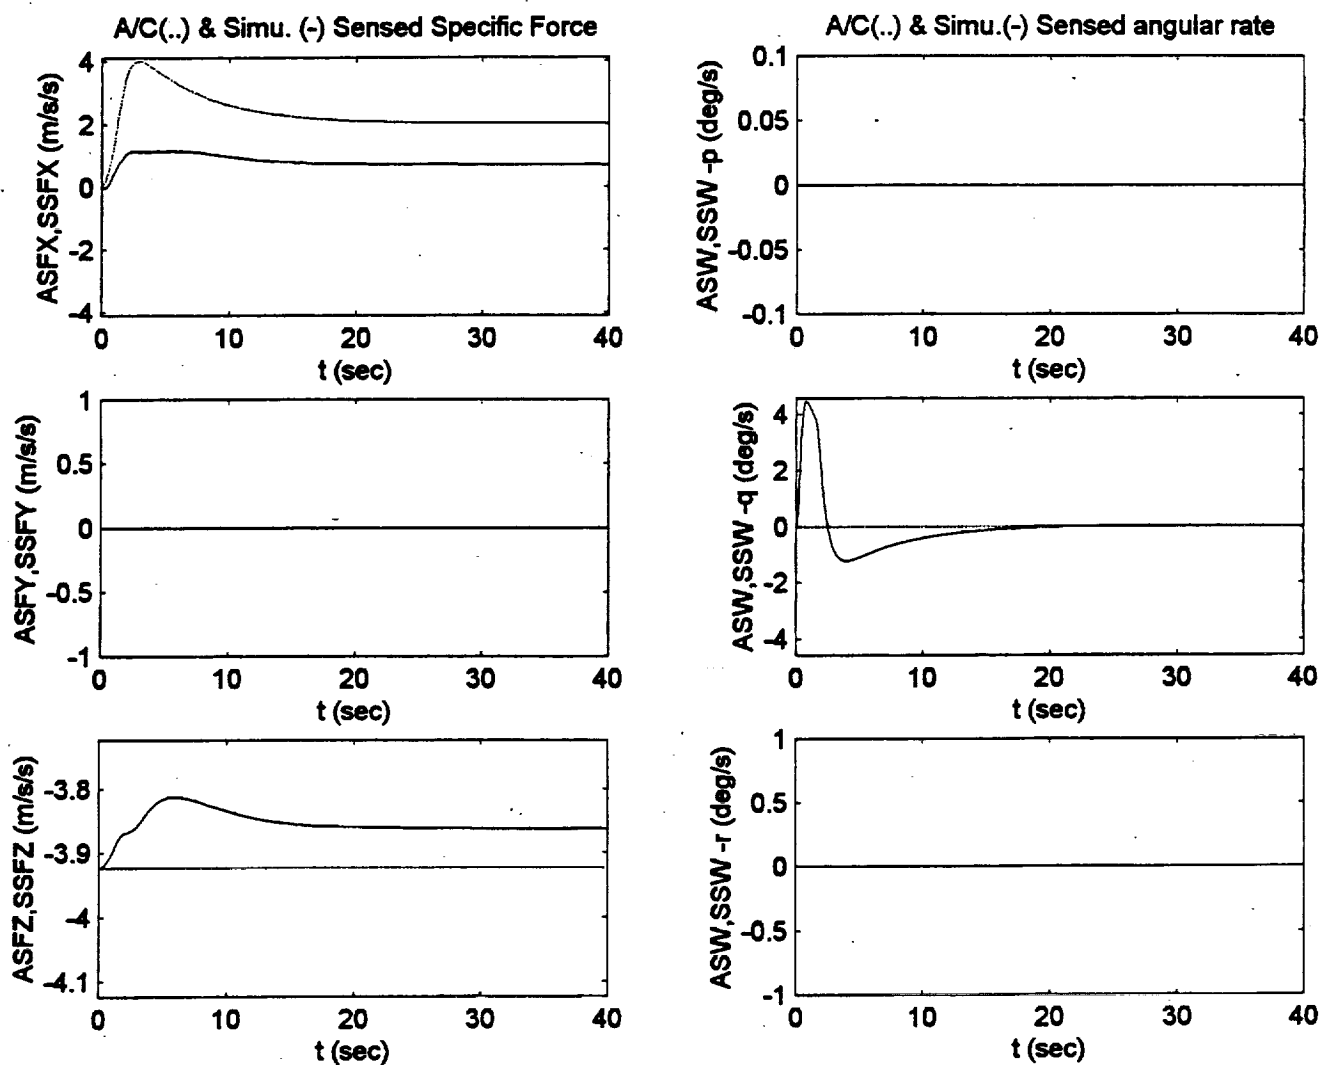 A/C(..) & Simu. (-) Sensed Specific Force
ASFX,SSFX (m/s/s)
4
2
0
-2
-4
0 10 20 30 40
t (sec)
ASFY,SSFY (m/s/s)
1
0.5
0
-0.5
-1
0 10 20 30 40
t (sec)
ASFZ,SSFZ (m/s/s)
-3.8
-3.9
-4
-4.1
0 10 20 30 40
t (sec)
A/C(..) & Simu.(-) Sensed angular rate
ASW,SSW -p (deg/s)
0.1
0.05
0
-0.05
-0.1
0 10 20 30 40
t (sec)
ASW,SSW -q (deg/s)
4
2
0
-2
-4
0 10 20 30 40
t (sec)
ASW,SSW -r (deg/s)
1
0.5
0
-0.5
-1
0 10 20 30 40
t (sec)